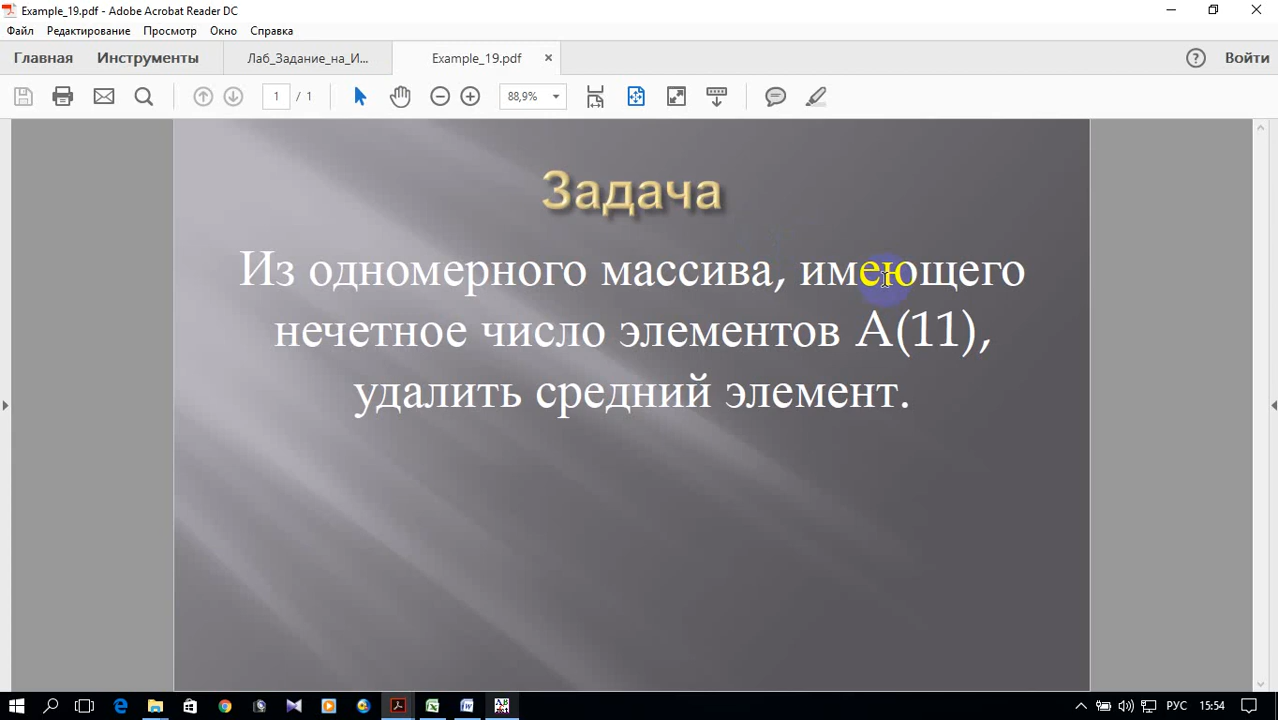 Example_19.pdf - Adobe Acrobat Reader DC
Файл Редактирование Просмотр Окно Справка
Главная Инструменты Лаб_Задание_на_И... Example_19.pdf × ? Войти
1 / 1 88,9%
Задача
Из одномерного массива, имеющего
нечетное число элементов А(11),
удалить средний элемент.
РУС 15:54